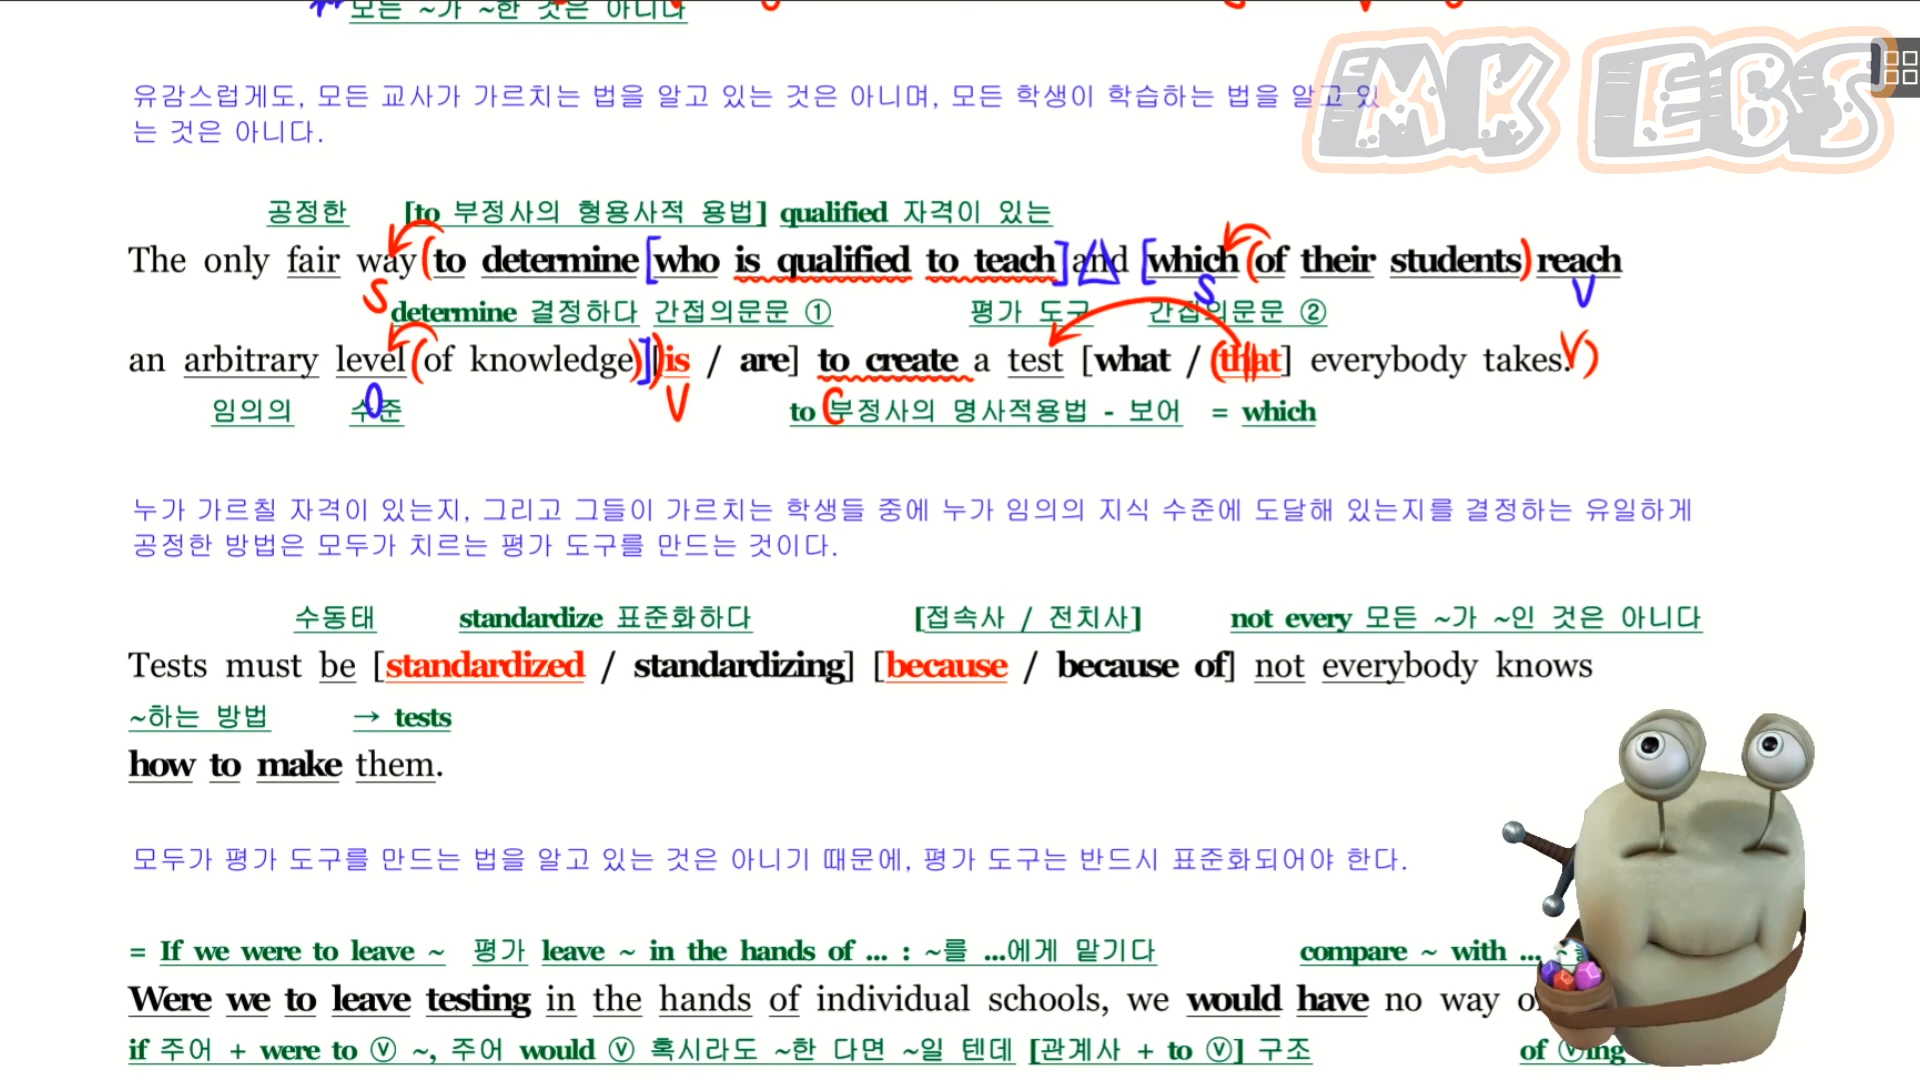 모든 ~가 ~한 것은 아니다
MK EBS
유감스럽게도, 모든 교사가 가르치는 법을 알고 있는 것은 아니며, 모든 학생이 학습하는 법을 알고 있
는 것은 아니다.
공정한 [to 부정사의 형용사적 용법] qualified 자격이 있는
The only fair way (to determine [who is qualified to teach] and [which (of their students) reach
S S V
determine 결정하다 간접의문문 ① 평가 도구 간접의문문 ②
an arbitrary level (of knowledge)]) [is / are] to create a test [what / (that] everybody takes. V)
O V C
임의의 수준 to 부정사의 명사적용법 - 보어 = which
누가 가르칠 자격이 있는지, 그리고 그들이 가르치는 학생들 중에 누가 임의의 지식 수준에 도달해 있는지를 결정하는 유일하게
공정한 방법은 모두가 치르는 평가 도구를 만드는 것이다.
수동태 standardize 표준화하다 [접속사 / 전치사] not every 모든 ~가 ~인 것은 아니다
Tests must be [standardized / standardizing] [because / because of] not everybody knows
~하는 방법 → tests
how to make them.
모두가 평가 도구를 만드는 법을 알고 있는 것은 아니기 때문에, 평가 도구는 반드시 표준화되어야 한다.
= If we were to leave ~ 평가 leave ~ in the hands of ... : ~를 ...에게 맡기다 compare ~ with ...
Were we to leave testing in the hands of individual schools, we would have no way
if 주어 + were to ⓥ ~, 주어 would ⓥ 혹시라도 ~한 다면 ~일 텐데 [관계사 + to ⓥ] 구조 of ⓥing